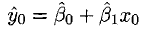 ŷ₀ = β̂₀ + β̂₁x₀